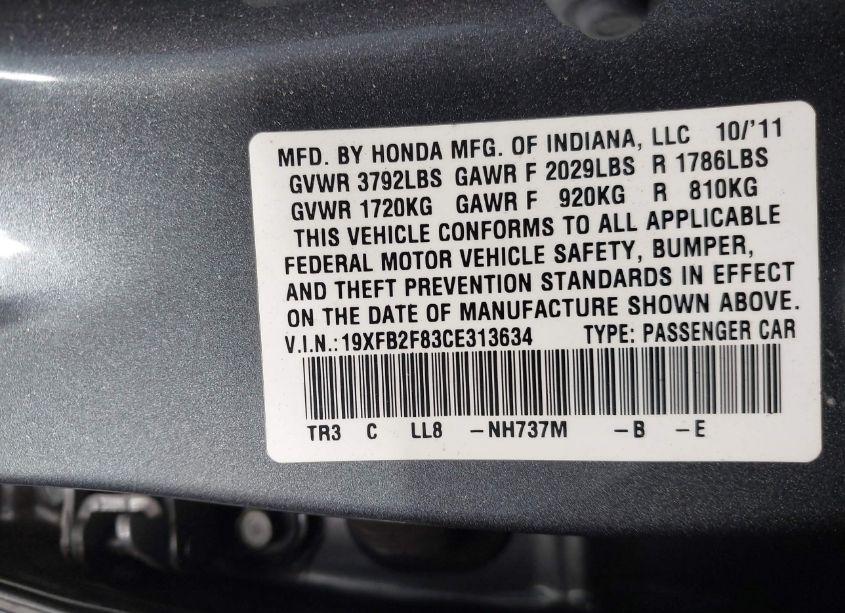 MFD. BY HONDA MFG. OF INDIANA, LLC 10/'11
GVWR 3792LBS GAWR F 2029LBS R 1786LBS
GVWR 1720KG GAWR F 920KG R 810KG
THIS VEHICLE CONFORMS TO ALL APPLICABLE
FEDERAL MOTOR VEHICLE SAFETY, BUMPER,
AND THEFT PREVENTION STANDARDS IN EFFECT
ON THE DATE OF MANUFACTURE SHOWN ABOVE.
V.I.N.:19XFB2F83CE313634 TYPE: PASSENGER CAR
TR3 C LL8 -NH737M -B -E